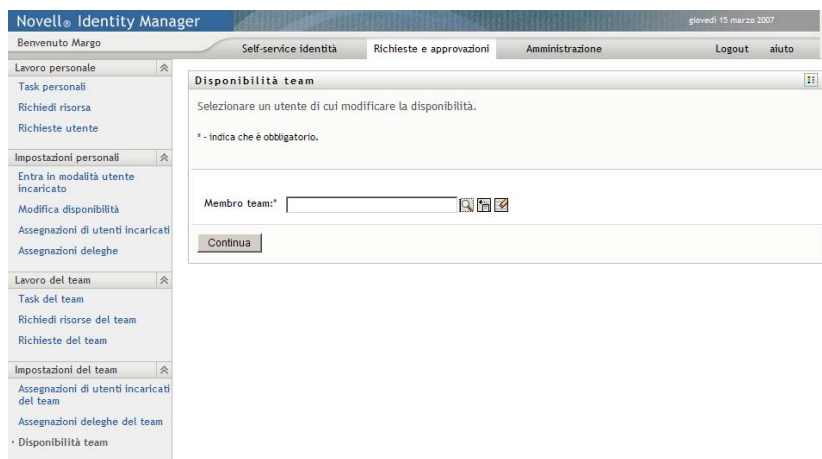 Novell® Identity Manager
giovedì 15 marzo 2007
Benvenuto Margo
Self-service identità
Richieste e approvazioni
Amministrazione
Logout
aiuto
Lavoro personale
Task personali
Richiedi risorsa
Richieste utente
Impostazioni personali
Entra in modalità utente
incaricato
Modifica disponibilità
Assegnazioni di utenti incaricati
Assegnazioni deleghe
Lavoro del team
Task del team
Richiedi risorse del team
Richieste del team
Impostazioni del team
Assegnazioni di utenti incaricati
del team
Assegnazioni deleghe del team
· Disponibilità team
Disponibilità team
Selezionare un utente di cui modificare la disponibilità.
* - indica che è obbligatorio.
Membro team:*
Continua